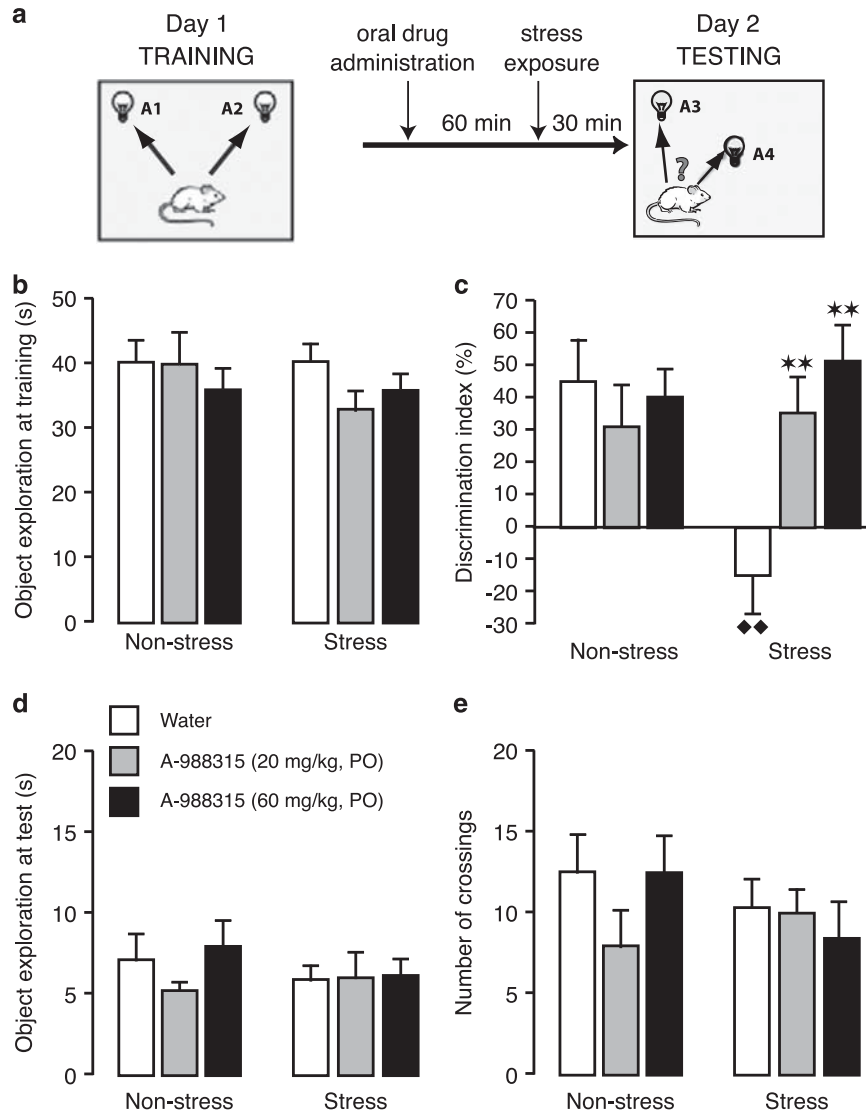 a
Day 1
TRAINING
oral drug
administration
stress
exposure
Day 2
TESTING
A1
A2
60 min
30 min
A3
A4
?
b
Object exploration at training (s)
50
40
30
20
10
0
Non-stress
Stress
c
Discrimination index (%)
70
60
50
40
30
20
10
0
-10
-20
-30
**
**
◆◆
Non-stress
Stress
d
Water
A-988315 (20 mg/kg, PO)
A-988315 (60 mg/kg, PO)
Object exploration at test (s)
20
15
10
5
0
Non-stress
Stress
e
Number of crossings
20
15
10
5
0
Non-stress
Stress